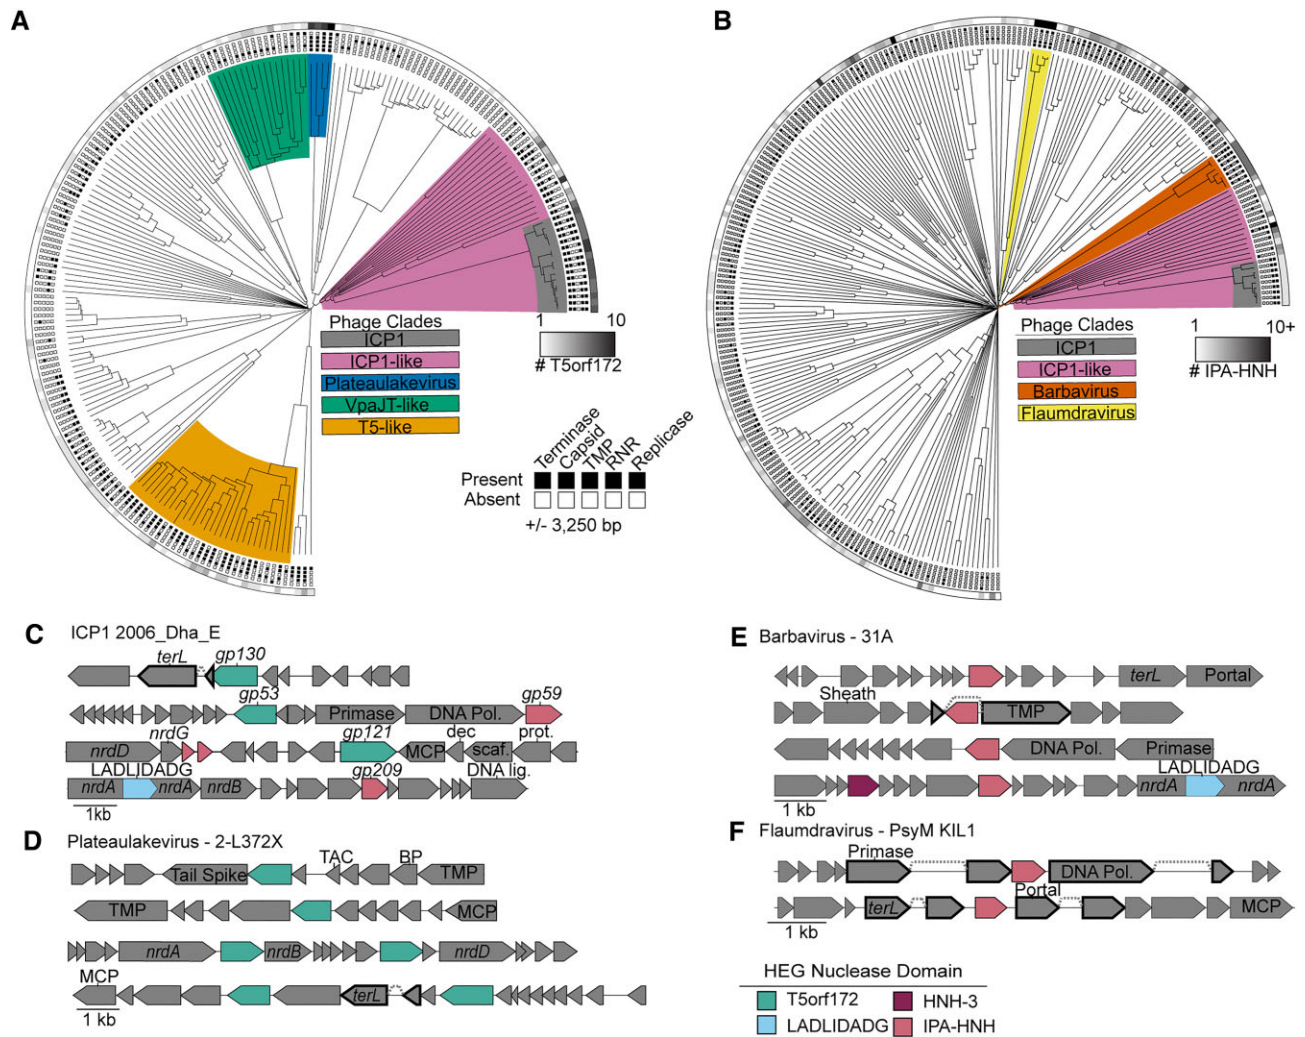 A
Phage Clades
ICP1
ICP1-like
Plateaulakevirus
VpaJT-like
T5-like
1 10
# T5orf172
Terminase
Capsid
TMP
RNR
Replicase
Present
Absent
+/- 3,250 bp
B
Phage Clades
ICP1
ICP1-like
Barbavirus
Flaumdravirus
1 10+
# IPA-HNH
C ICP1 2006_Dha_E
terL gp130
gp53 Primase DNA Pol. gp59
nrdD nrdG gp121 MCP dec scaf. prot.
LADLIDADG
nrdA nrdA nrdB gp209 DNA lig.
1kb
D Plateaulakevirus - 2-L372X
Tail Spike TAC BP TMP
TMP MCP
nrdA nrdB nrdD
MCP terL
1 kb
E Barbavirus - 31A
terL Portal
Sheath TMP
DNA Pol. Primase
LADLIDADG
nrdA nrdA
1 kb
F Flaumdravirus - PsyM KIL1
Primase DNA Pol.
terL Portal MCP
1 kb
HEG Nuclease Domain
T5orf172 HNH-3
LADLIDADG IPA-HNH